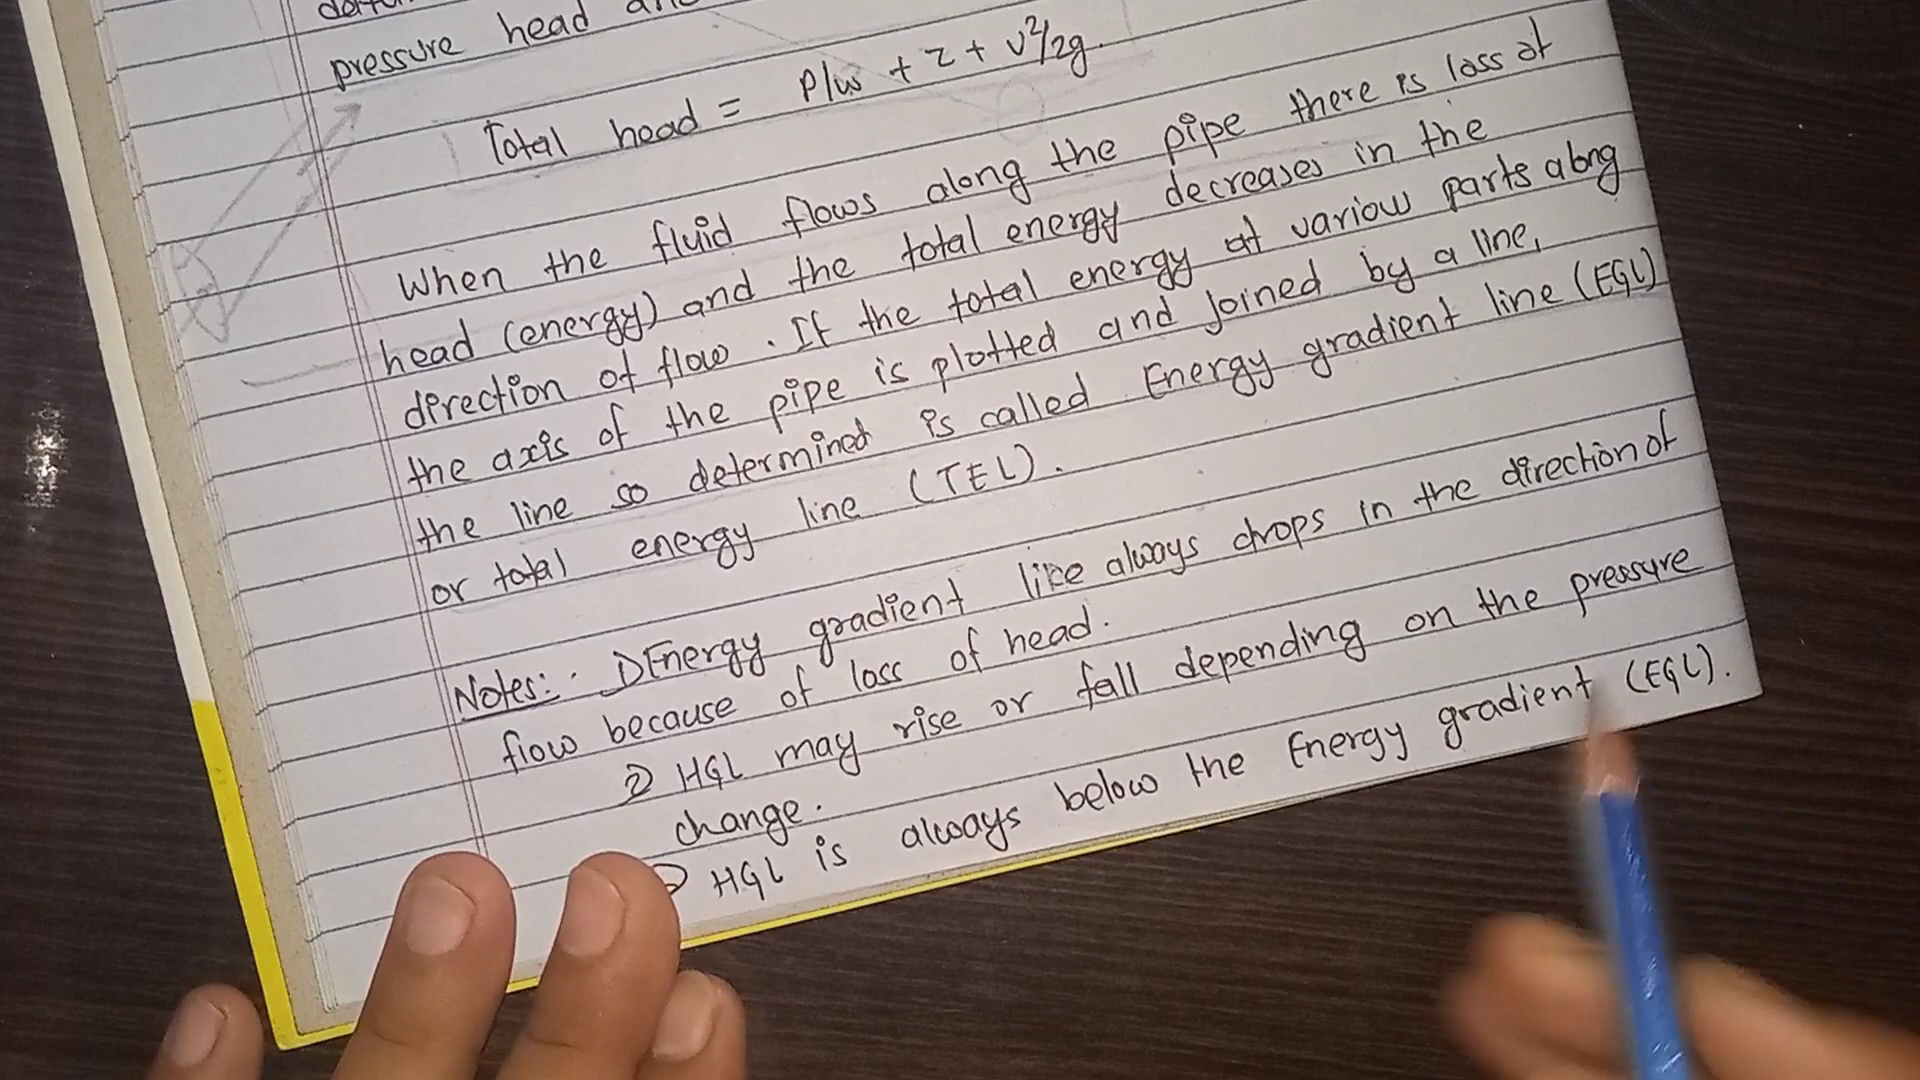 pressure head
Total head = P/w + z + v²/2g.
When the fluid flows along the pipe there is loss of
head (energy) and the total energy decreases in the
direction of flow. If the total energy at various parts along
the axis of the pipe is plotted and joined by a line,
the line so determined is called Energy gradient line (EGL)
or total energy line (TEL).
Notes:- 1) Energy gradient like always drops in the direction of
flow because of loss of head.
2) HGL may rise or fall depending on the pressure
change.
HGL is always below the Energy gradient (EGL).